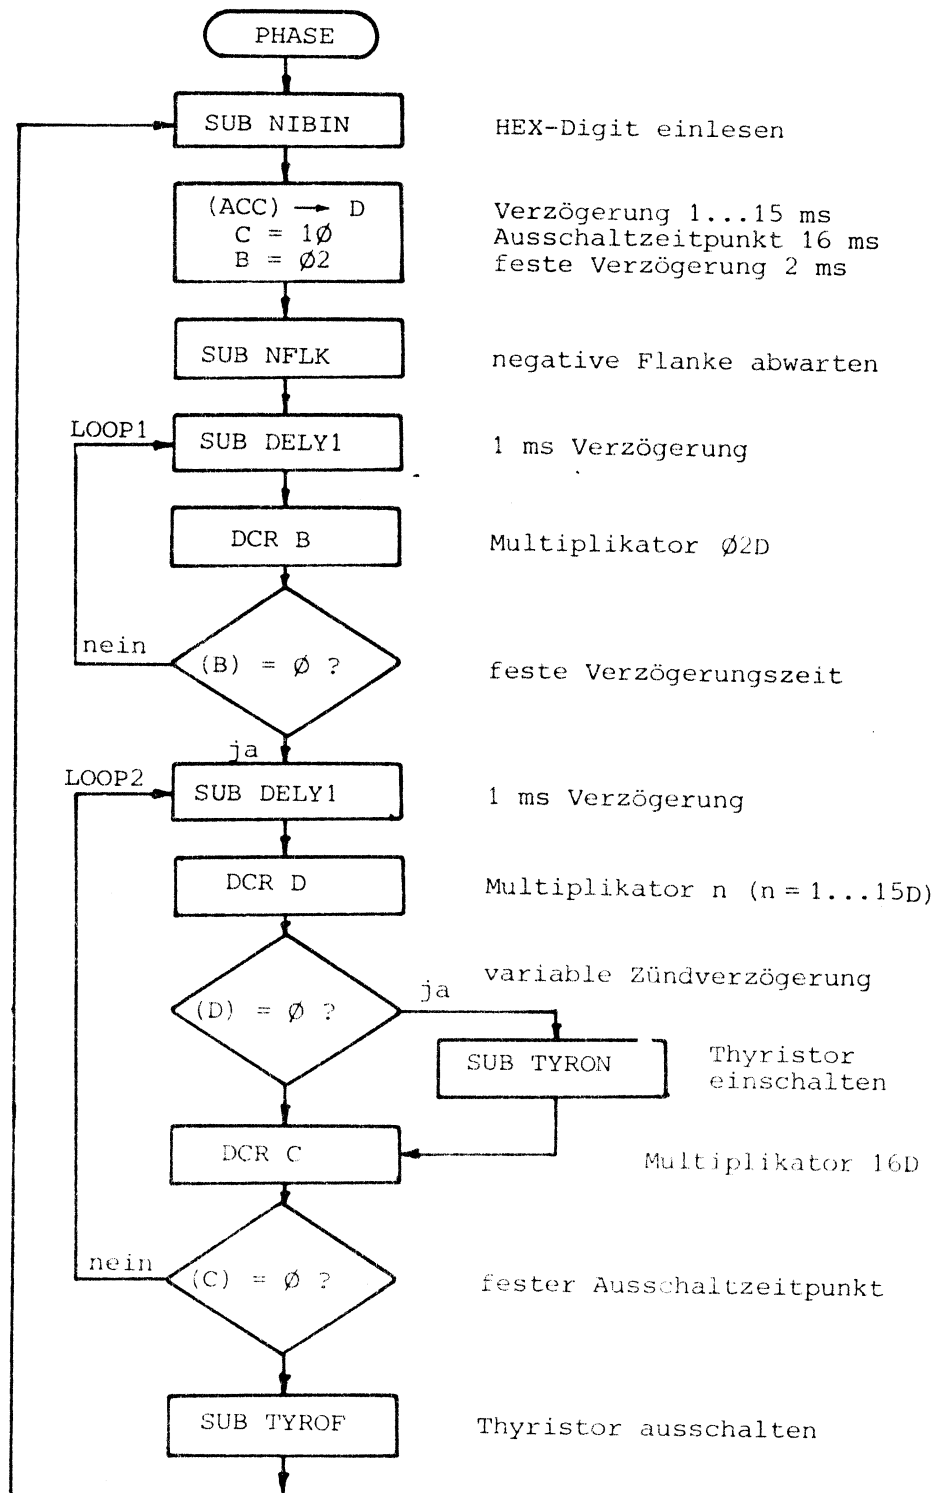 PHASE
SUB NIBIN
HEX-Digit einlesen
(ACC) → D
Verzögerung 1...15 ms
C = 1Ø
Ausschaltzeitpunkt 16 ms
B = Ø2
feste Verzögerung 2 ms
SUB NFLK
negative Flanke abwarten
LOOP1
SUB DELY1
1 ms Verzögerung
DCR B
Multiplikator Ø2D
nein
(B) = Ø ?
feste Verzögerungszeit
ja
LOOP2
SUB DELY1
1 ms Verzögerung
DCR D
Multiplikator n (n = 1...15D)
variable Zündverzögerung
(D) = Ø ?
ja
SUB TYRON
Thyristor
einschalten
DCR C
Multiplikator 16D
nein
(C) = Ø ?
fester Ausschaltzeitpunkt
SUB TYROF
Thyristor ausschalten